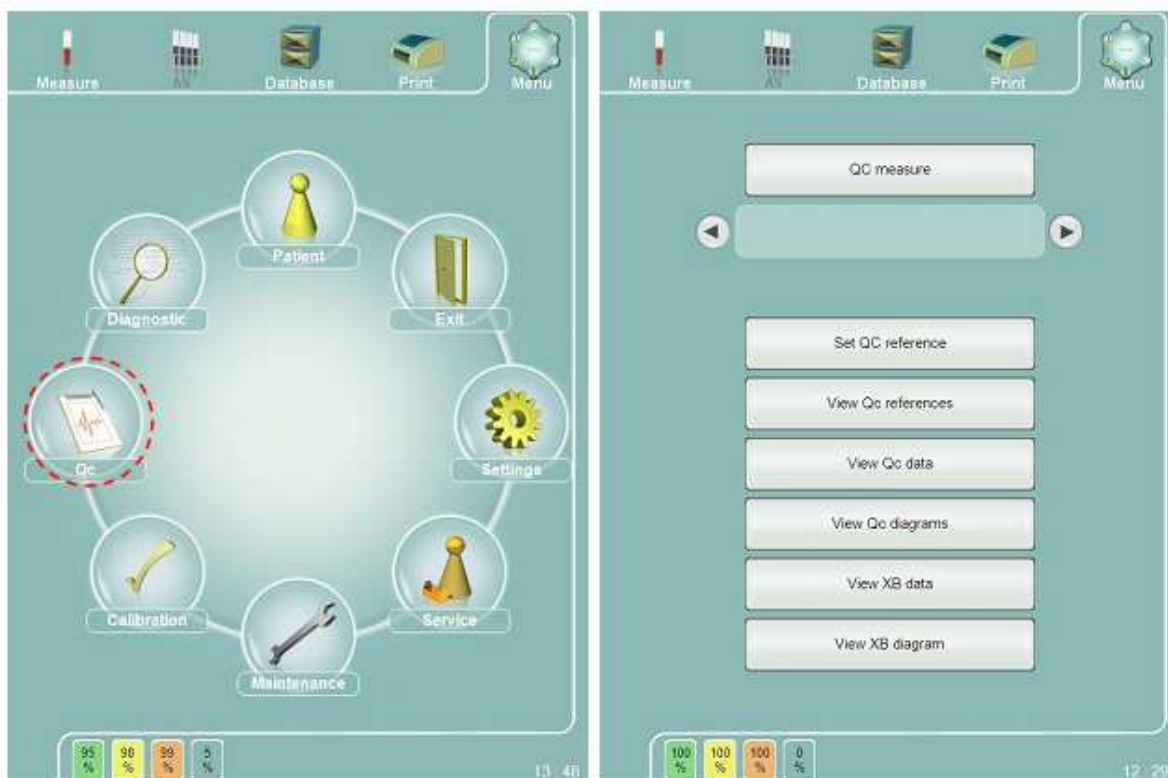 Measure
Database
Print
Menu
Patient
Diagnostic
Exit
Qc
Settings
Calibration
Service
Maintenance
95 %
98 %
99 %
5 %
13:48
Measure
Database
Print
Menu
QC measure
Set QC reference
View Qc references
View Qc data
View Qc diagrams
View XB data
View XB diagram
100 %
100 %
100 %
0 %